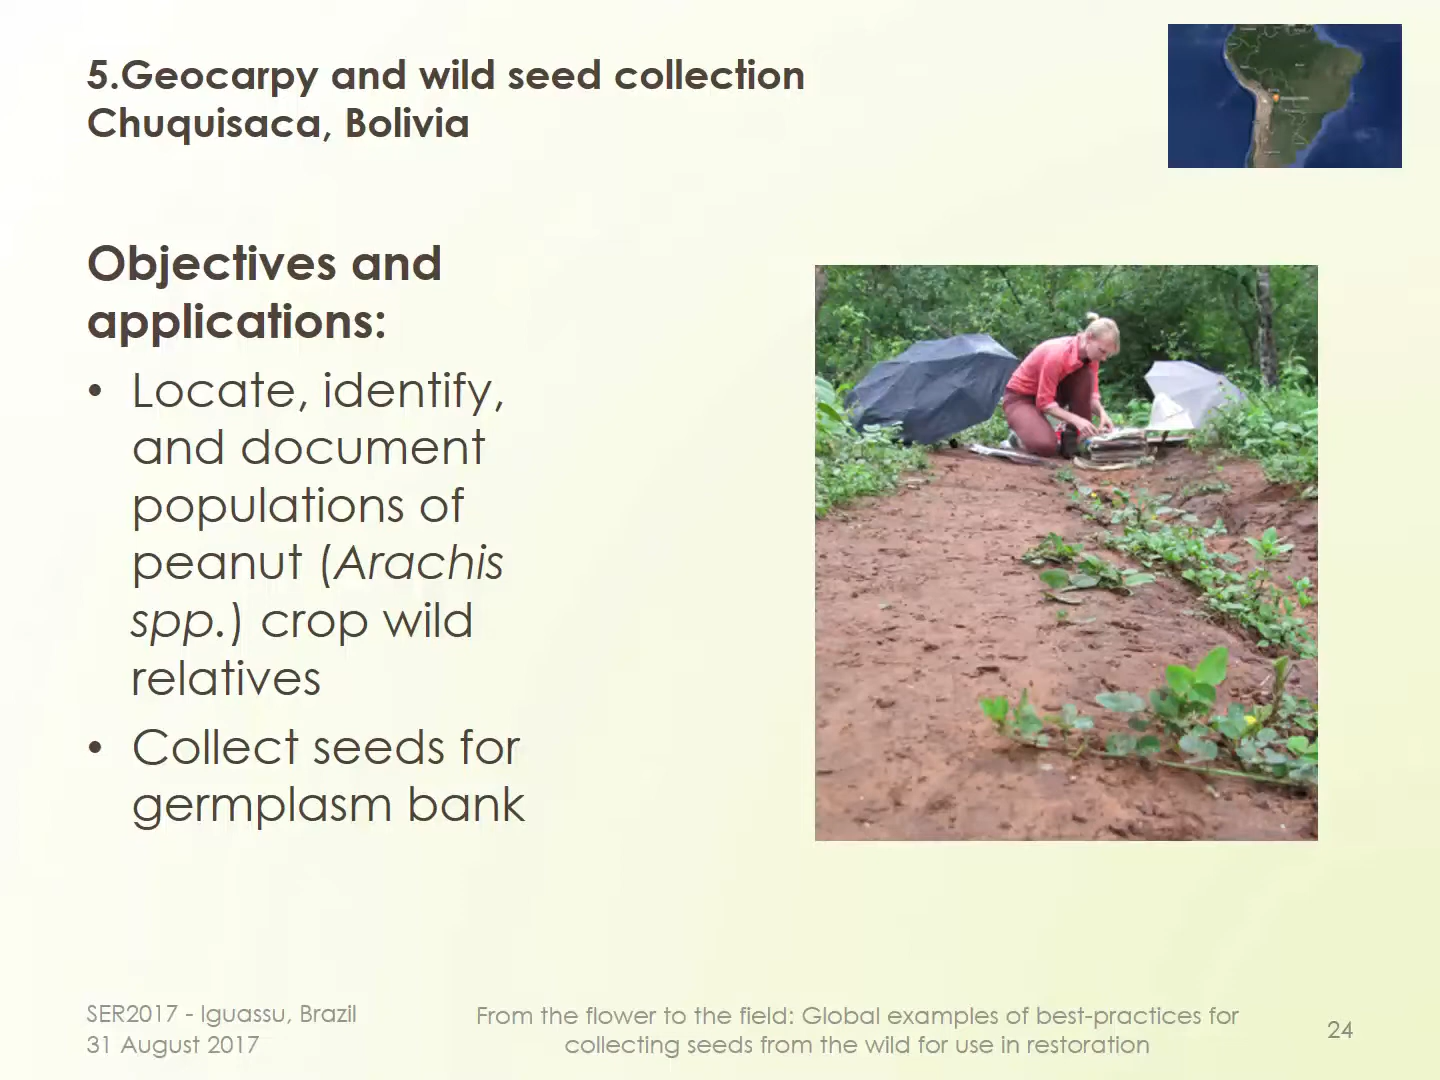 5.Geocarpy and wild seed collection
Chuquisaca, Bolivia
Objectives and
applications:
• Locate, identify,
and document
populations of
peanut (Arachis
spp.) crop wild
relatives
• Collect seeds for
germplasm bank
SER2017 - Iguassu, Brazil
31 August 2017
From the flower to the field: Global examples of best-practices for
collecting seeds from the wild for use in restoration
24